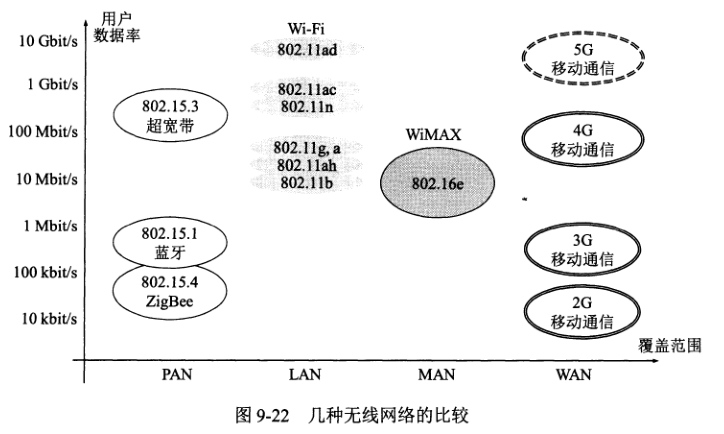 用户
数据率
10 Gbit/s
1 Gbit/s
100 Mbit/s
10 Mbit/s
1 Mbit/s
100 kbit/s
10 kbit/s
802.15.3
超宽带
802.15.1
蓝牙
802.15.4
ZigBee
Wi-Fi
802.11ad
802.11ac
802.11n
802.11g, a
802.11ah
802.11b
WiMAX
802.16e
5G
移动通信
4G
移动通信
3G
移动通信
2G
移动通信
覆盖范围
PAN
LAN
MAN
WAN
图 9-22 几种无线网络的比较